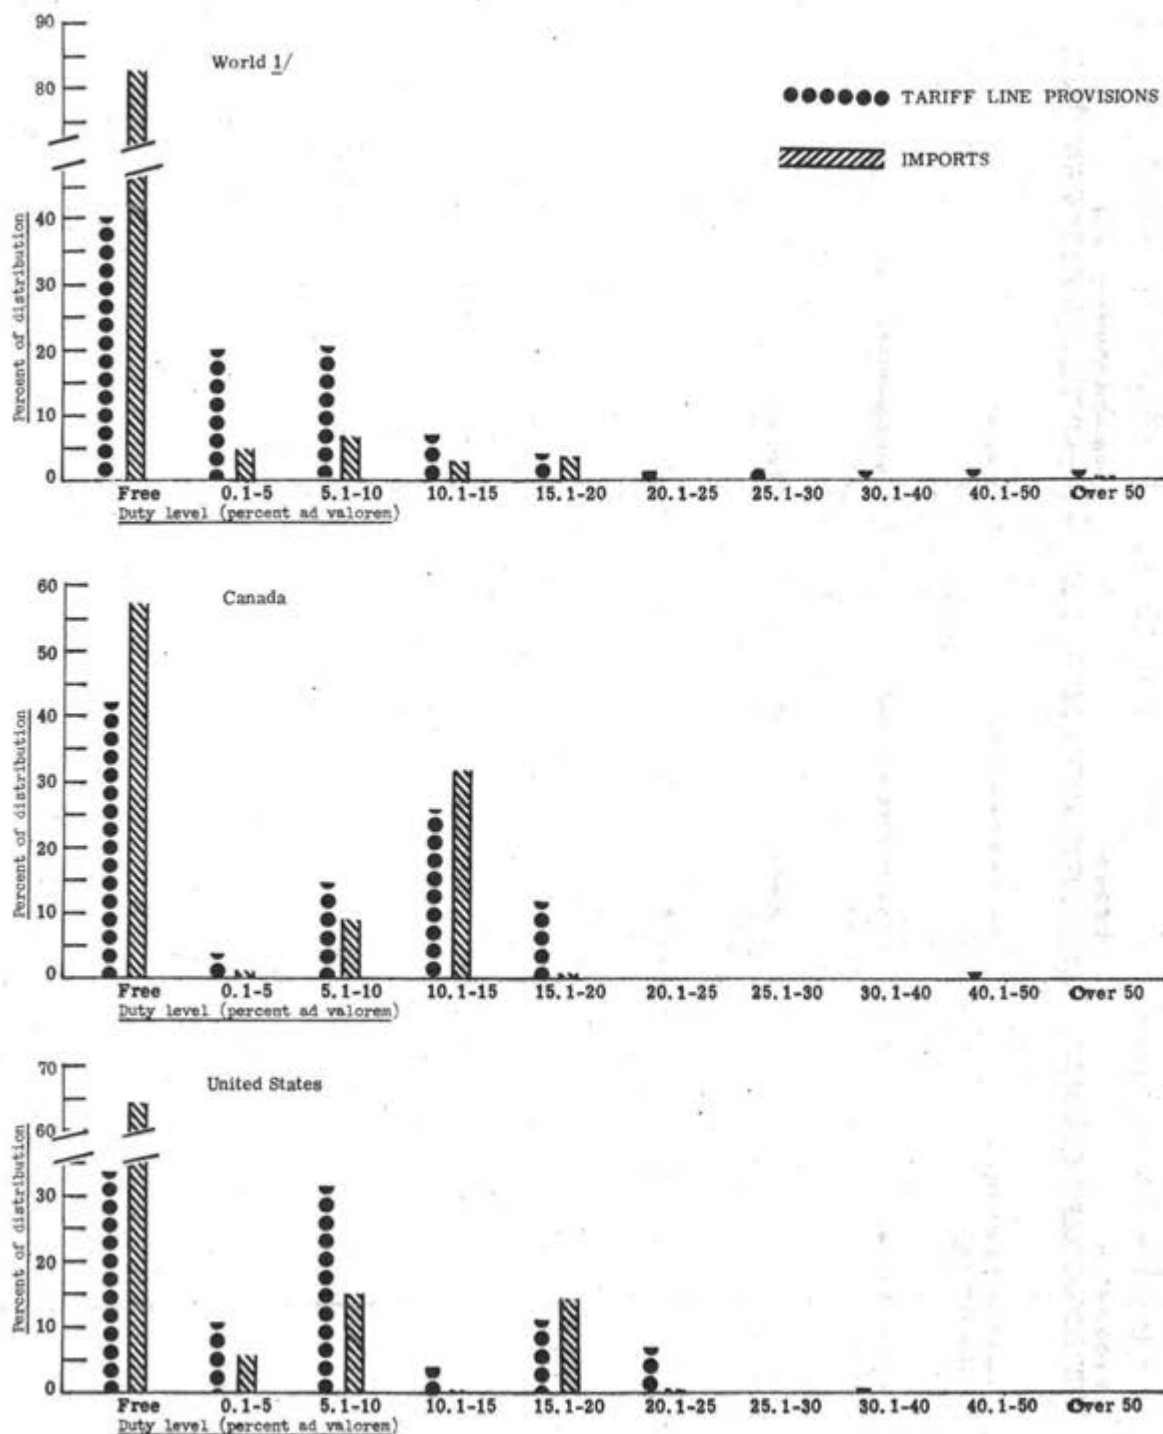 World 1/
TARIFF LINE PROVISIONS
IMPORTS
Percent of distribution
90
80
40
30
20
10
0
Free 0.1-5 5.1-10 10.1-15 15.1-20 20.1-25 25.1-30 30.1-40 40.1-50 Over 50
Duty level (percent ad valorem)
Canada
Percent of distribution
60
50
40
30
20
10
0
Free 0.1-5 5.1-10 10.1-15 15.1-20 20.1-25 25.1-30 30.1-40 40.1-50 Over 50
Duty level (percent ad valorem)
United States
Percent of distribution
70
60
30
20
10
0
Free 0.1-5 5.1-10 10.1-15 15.1-20 20.1-25 25.1-30 30.1-40 40.1-50 Over 50
Duty level (percent ad valorem)